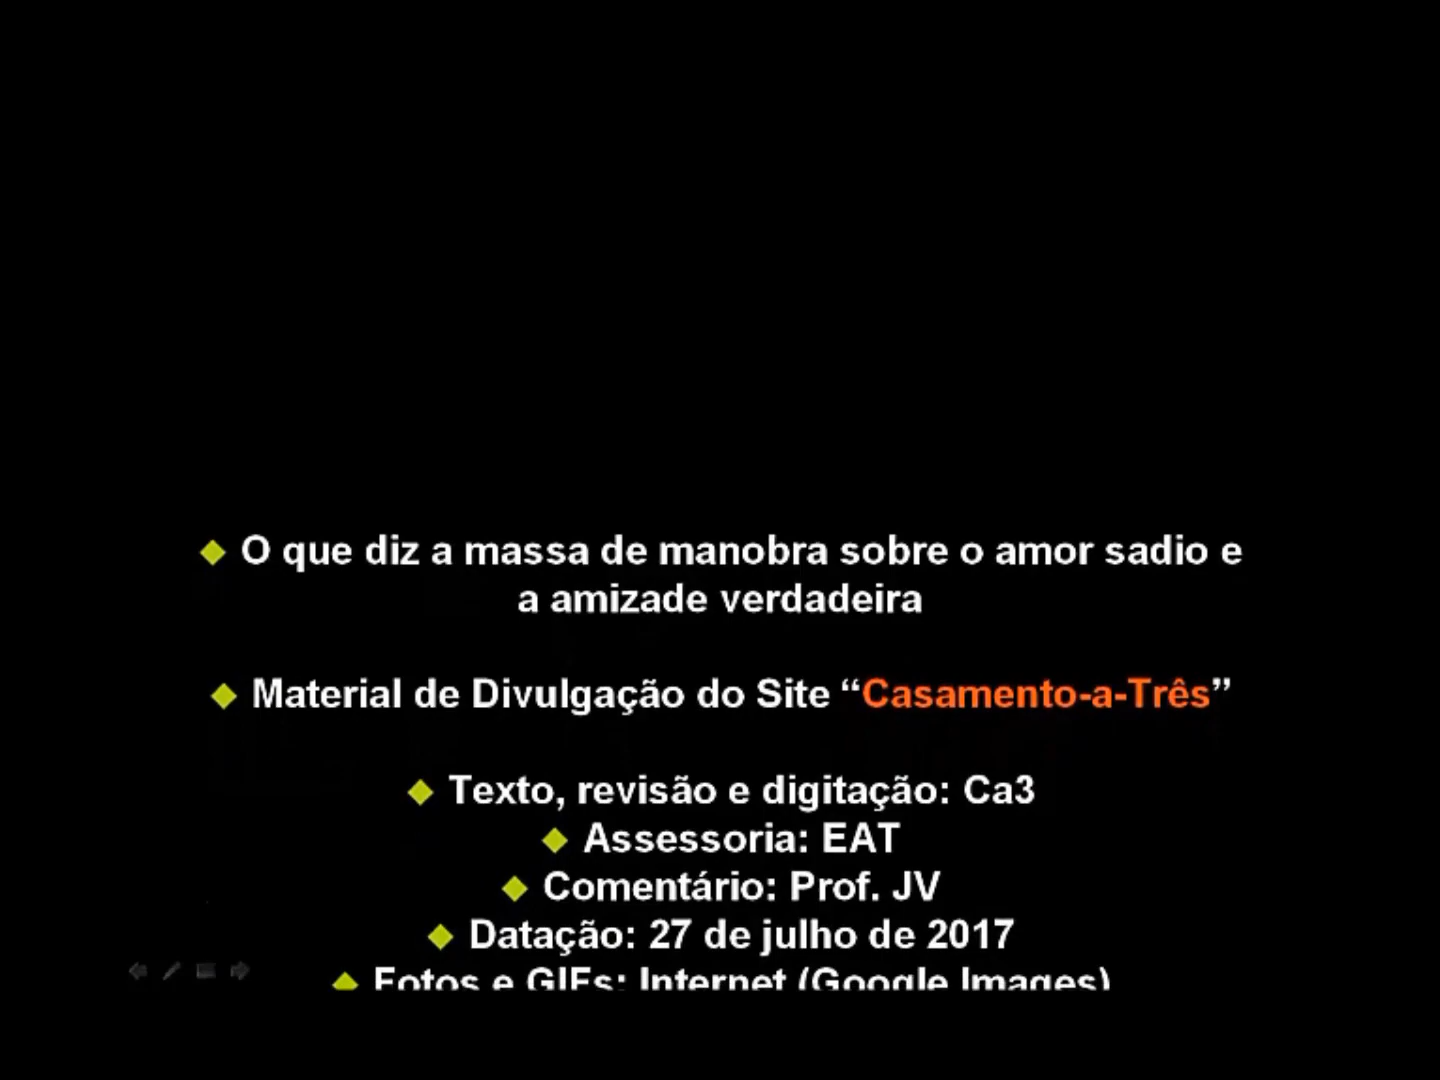 ◆ O que diz a massa de manobra sobre o amor sadio e
a amizade verdadeira
◆ Material de Divulgação do Site “Casamento-a-Três”
◆ Texto, revisão e digitação: Ca3
◆ Assessoria: EAT
◆ Comentário: Prof. JV
◆ Datação: 27 de julho de 2017
◆ Fotos e GIFs: Internet (Google Images)